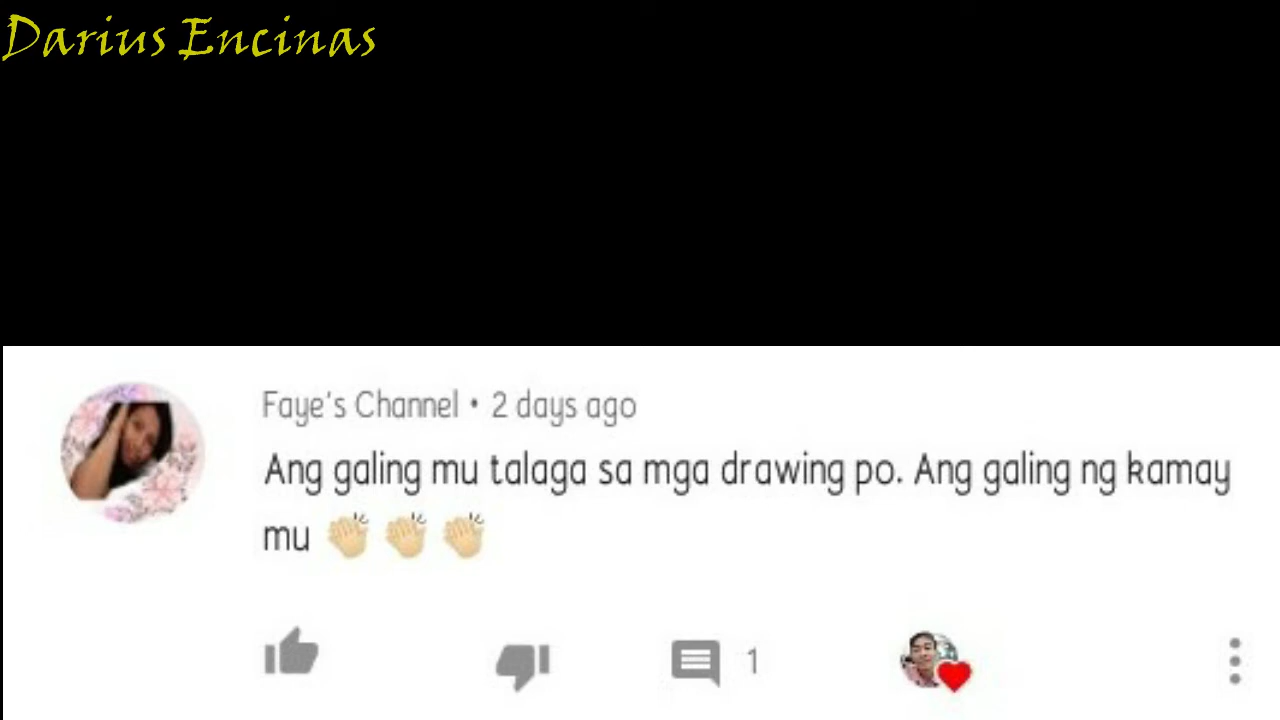 Darius Encinas
Faye's Channel • 2 days ago
Ang galing mu talaga sa mga drawing po. Ang galing ng kamay
mu 👏🏻 👏🏻 👏🏻
1